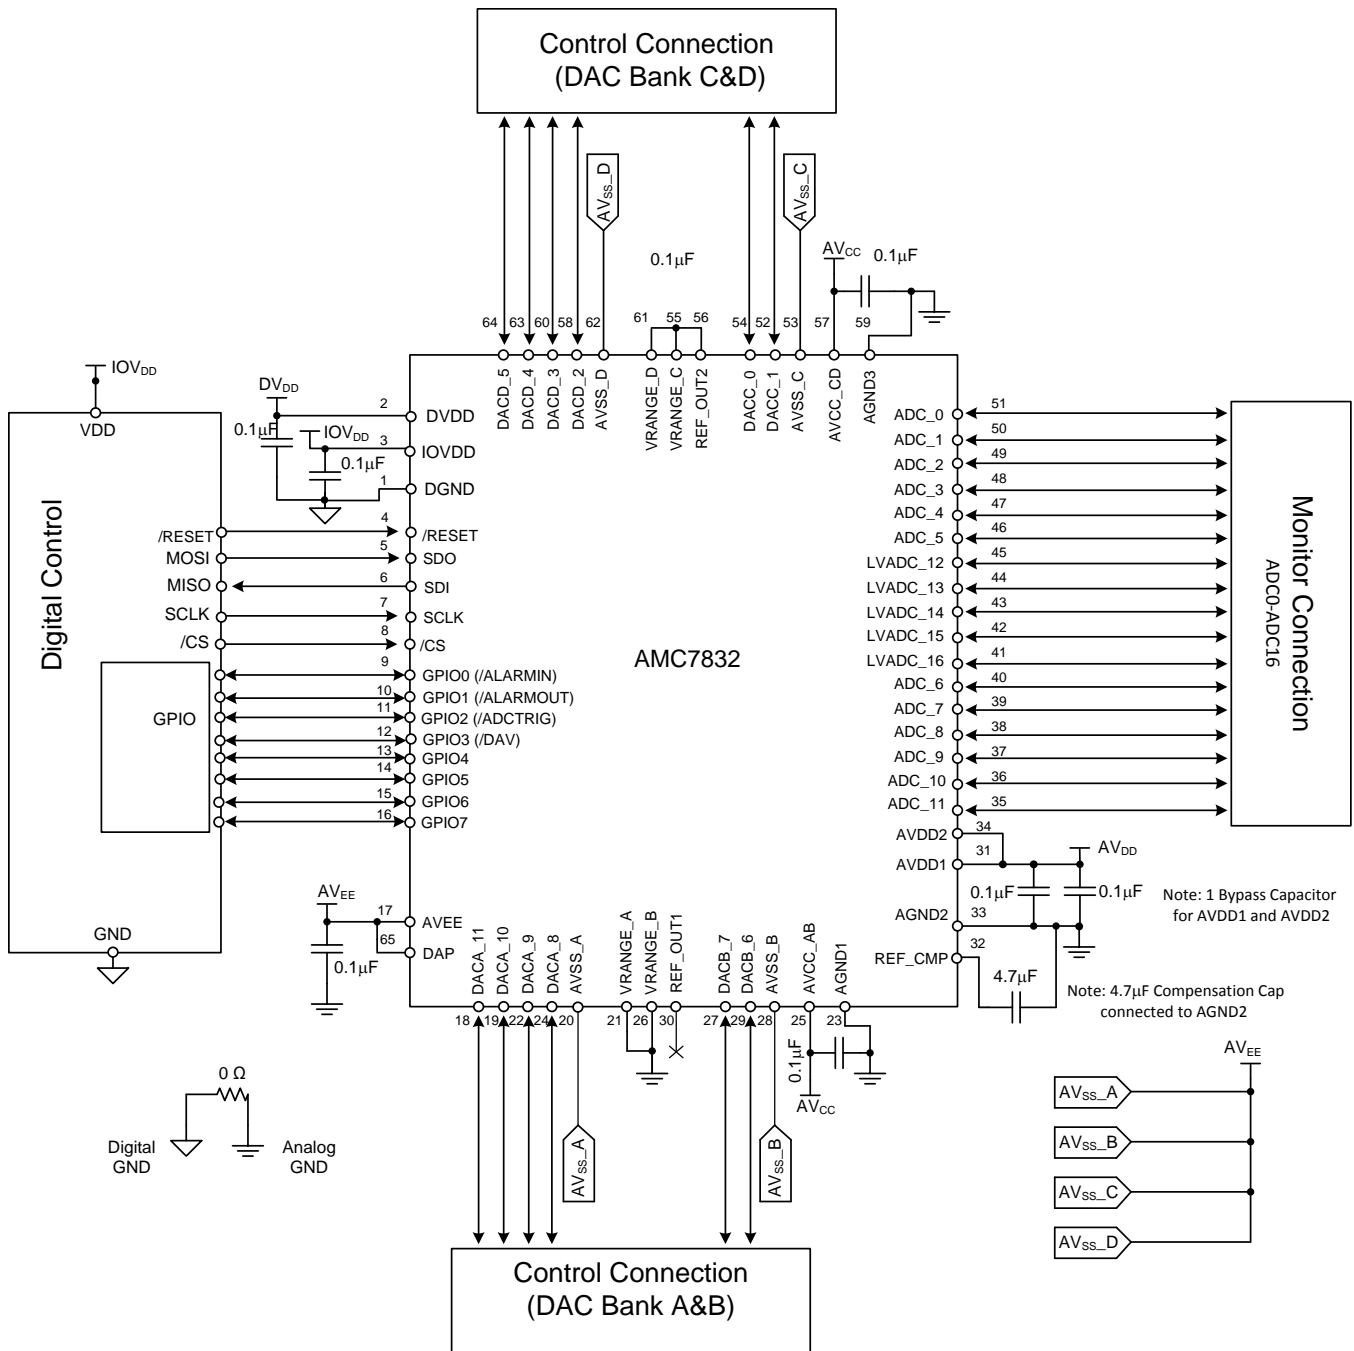 Control Connection
(DAC Bank C&D)
AVSS_D
AVSS_C
0.1µF
AVCC
0.1µF
64
63
60
58
62
61
55
56
54
52
53
57
59
DACD_5
DACD_4
DACD_3
DACD_2
AVSS_D
VRANGE_D
VRANGE_C
REF_OUT2
DACC_0
DACC_1
AVSS_C
AVCC_CD
AGND3
IOVDD
VDD
Digital Control
/RESET
MOSI
MISO
SCLK
/CS
GPIO
GND
DVDD
0.1µF
IOVDD
0.1µF
2
3
1
4
5
6
7
8
9
10
11
12
13
14
15
16
DVDD
IOVDD
DGND
/RESET
SDO
SDI
SCLK
/CS
GPIO0 (/ALARMIN)
GPIO1 (/ALARMOUT)
GPIO2 (/ADCTRIG)
GPIO3 (/DAV)
GPIO4
GPIO5
GPIO6
GPIO7
AVEE
17
65
0.1µF
AVEE
DAP
AMC7832
ADC_0
ADC_1
ADC_2
ADC_3
ADC_4
ADC_5
LVADC_12
LVADC_13
LVADC_14
LVADC_15
LVADC_16
ADC_6
ADC_7
ADC_8
ADC_9
ADC_10
ADC_11
AVDD2
AVDD1
AGND2
REF_CMP
51
50
49
48
47
46
45
44
43
42
41
40
39
38
37
36
35
34
31
33
32
Monitor Connection
ADC0-ADC16
AVDD
0.1µF
0.1µF
4.7µF
Note: 1 Bypass Capacitor
for AVDD1 and AVDD2
Note: 4.7µF Compensation Cap
connected to AGND2
DACA_11
DACA_10
DACA_9
DACA_8
AVSS_A
VRANGE_A
VRANGE_B
REF_OUT1
DACB_7
DACB_6
AVSS_B
AVCC_AB
AGND1
18
19
22
24
20
21
26
30
27
29
28
25
23
0.1µF
AVCC
AVSS_A
AVSS_B
0 Ω
Digital
GND
Analog
GND
AVEE
AVSS_A
AVSS_B
AVSS_C
AVSS_D
Control Connection
(DAC Bank A&B)